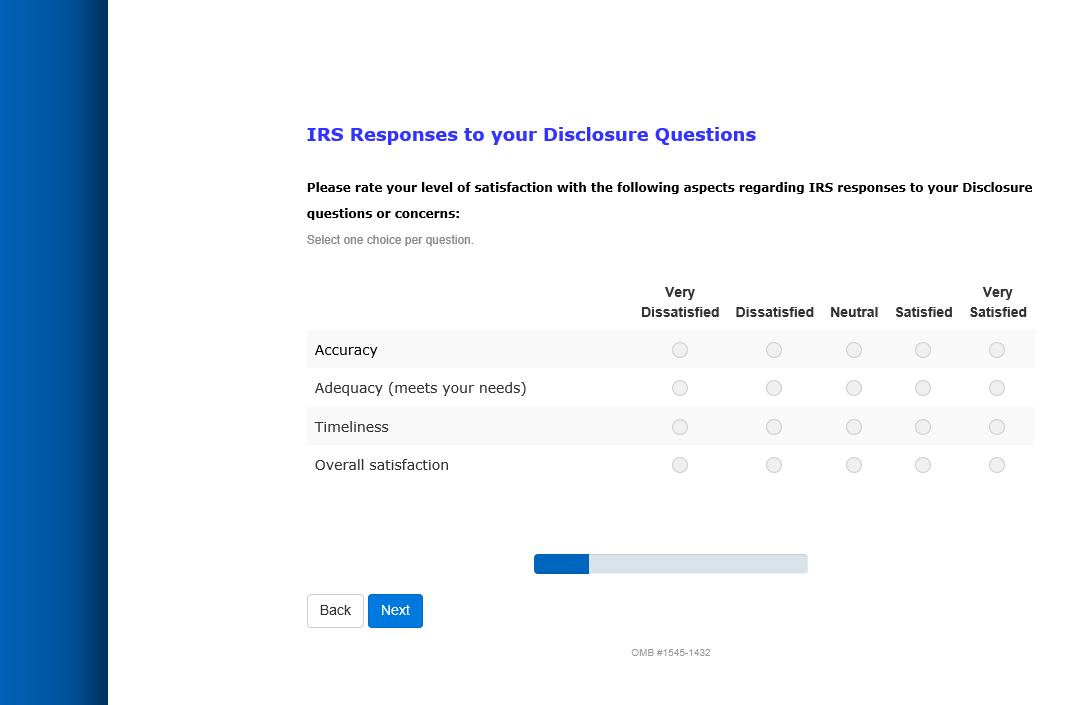 IRS Responses to your Disclosure Questions
Please rate your level of satisfaction with the following aspects regarding IRS responses to your Disclosure
questions or concerns:
Select one choice per question.
Very Dissatisfied Dissatisfied Neutral Satisfied Very Satisfied
Accuracy
Adequacy (meets your needs)
Timeliness
Overall satisfaction
Back Next
OMB #1545-1432